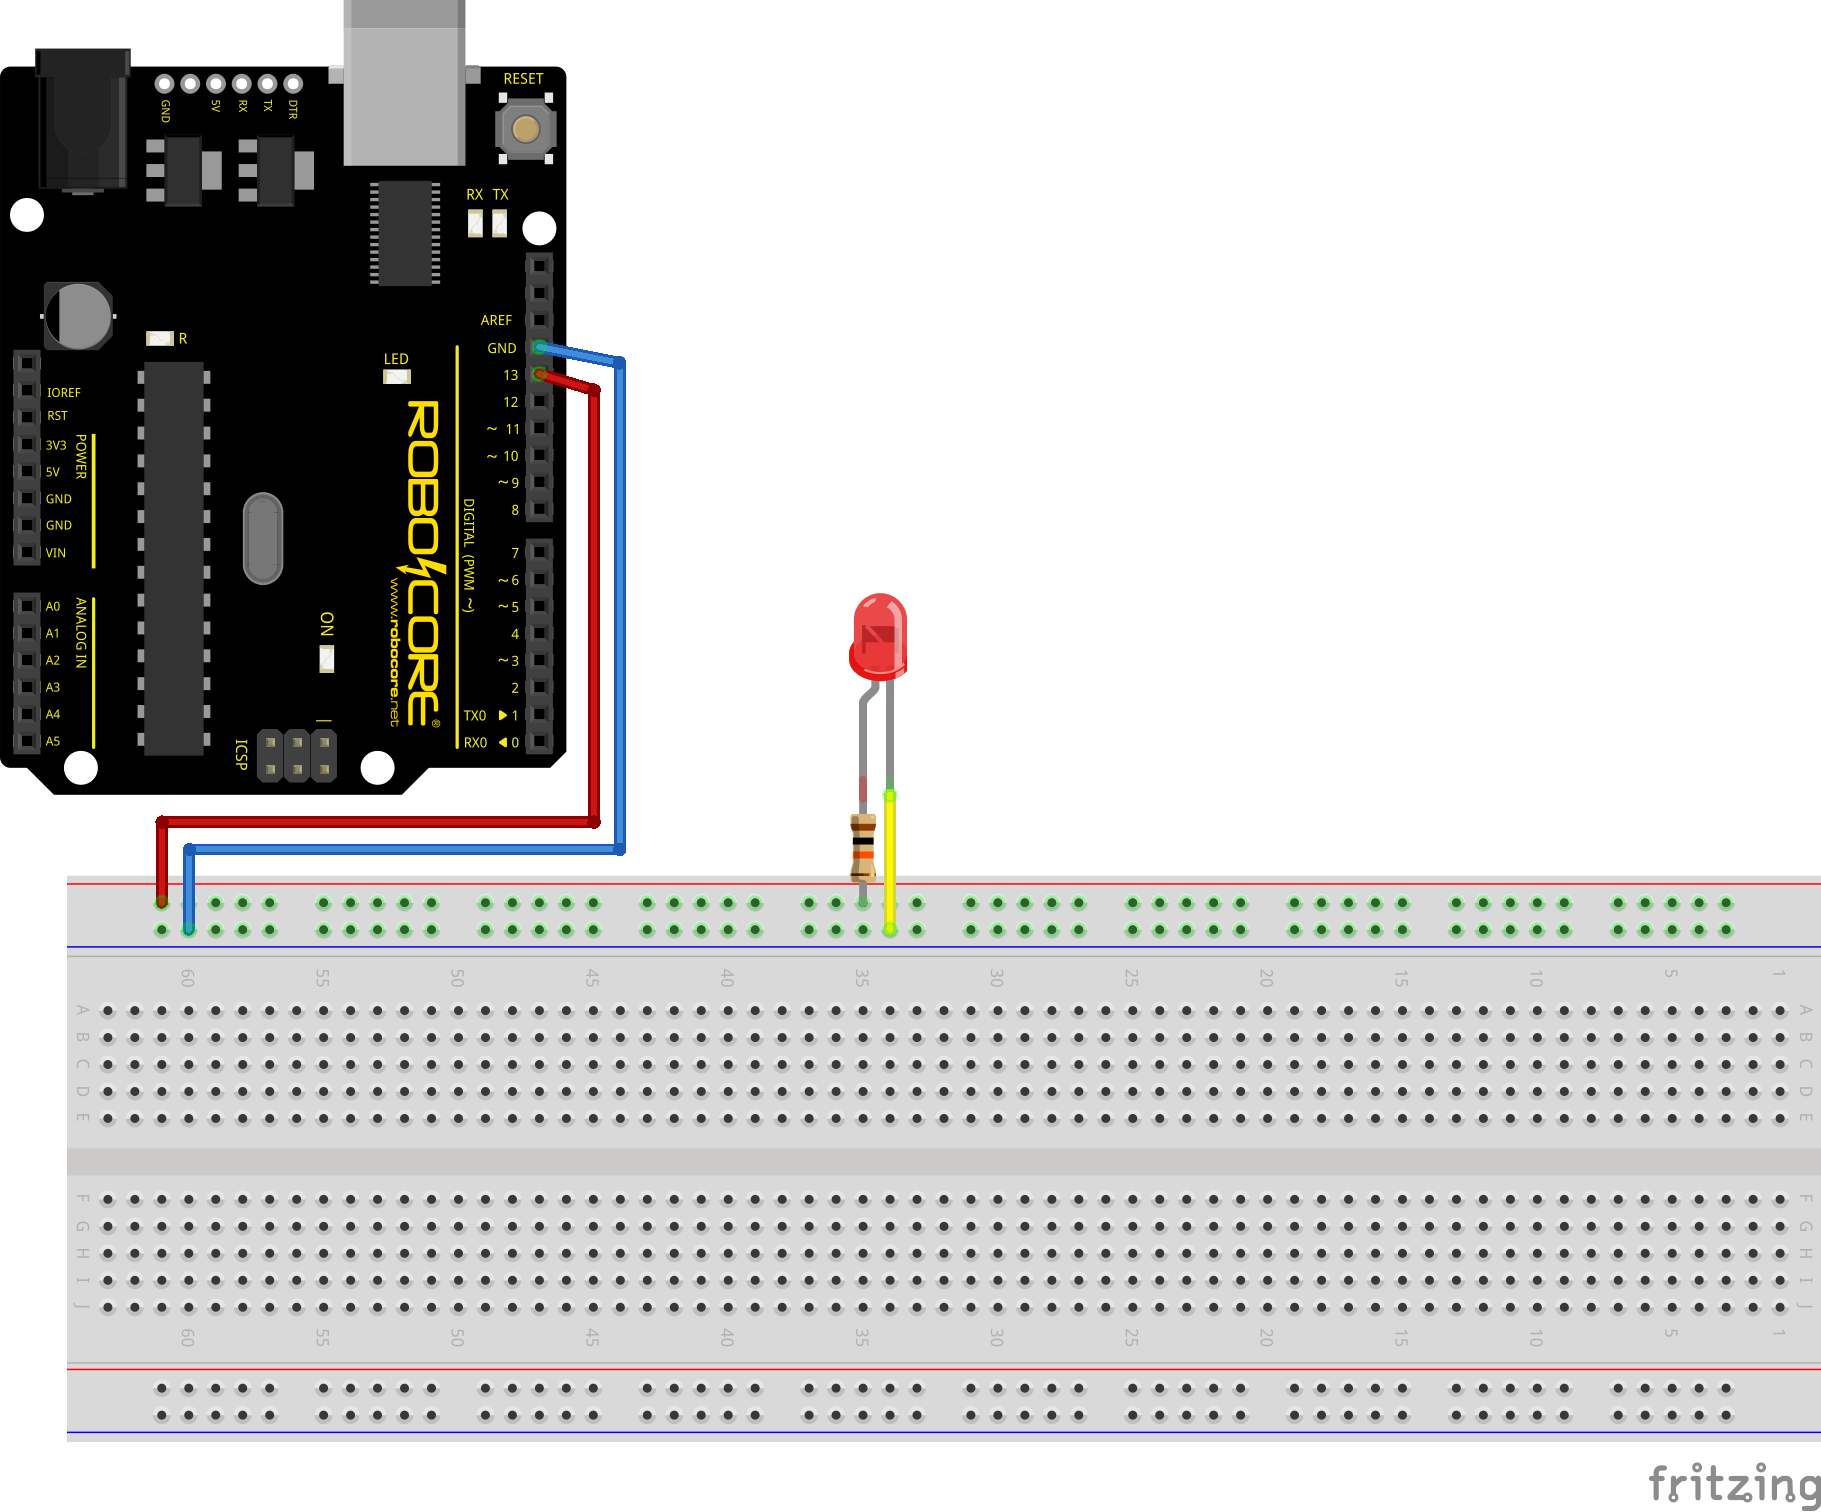 RESET
GND
5V
RX
TX
DTR
RX TX
AREF
GND
13
12
~ 11
~ 10
~ 9
8
7
~ 6
~ 5
4
~ 3
2
TX0 ▶ 1
RX0 ◀ 0
DIGITAL (PWM ~)
R
LED
IOREF
RST
3V3
5V
GND
GND
VIN
POWER
A0
A1
A2
A3
A4
A5
ANALOG IN
ROBOCORE®
www.robocore.net
ON
ICSP
60 55 50 45 40 35 30 25 20 15 10 5 1
A A
B B
C C
D D
E E
F F
G G
H H
I I
J J
60 55 50 45 40 35 30 25 20 15 10 5 1
fritzing